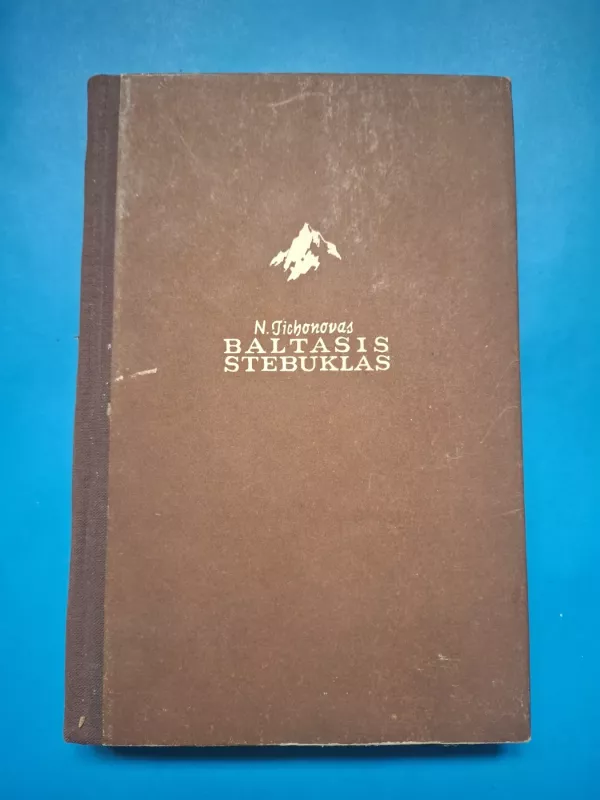 N. Tichonovas
BALTASIS
STEBUKLAS